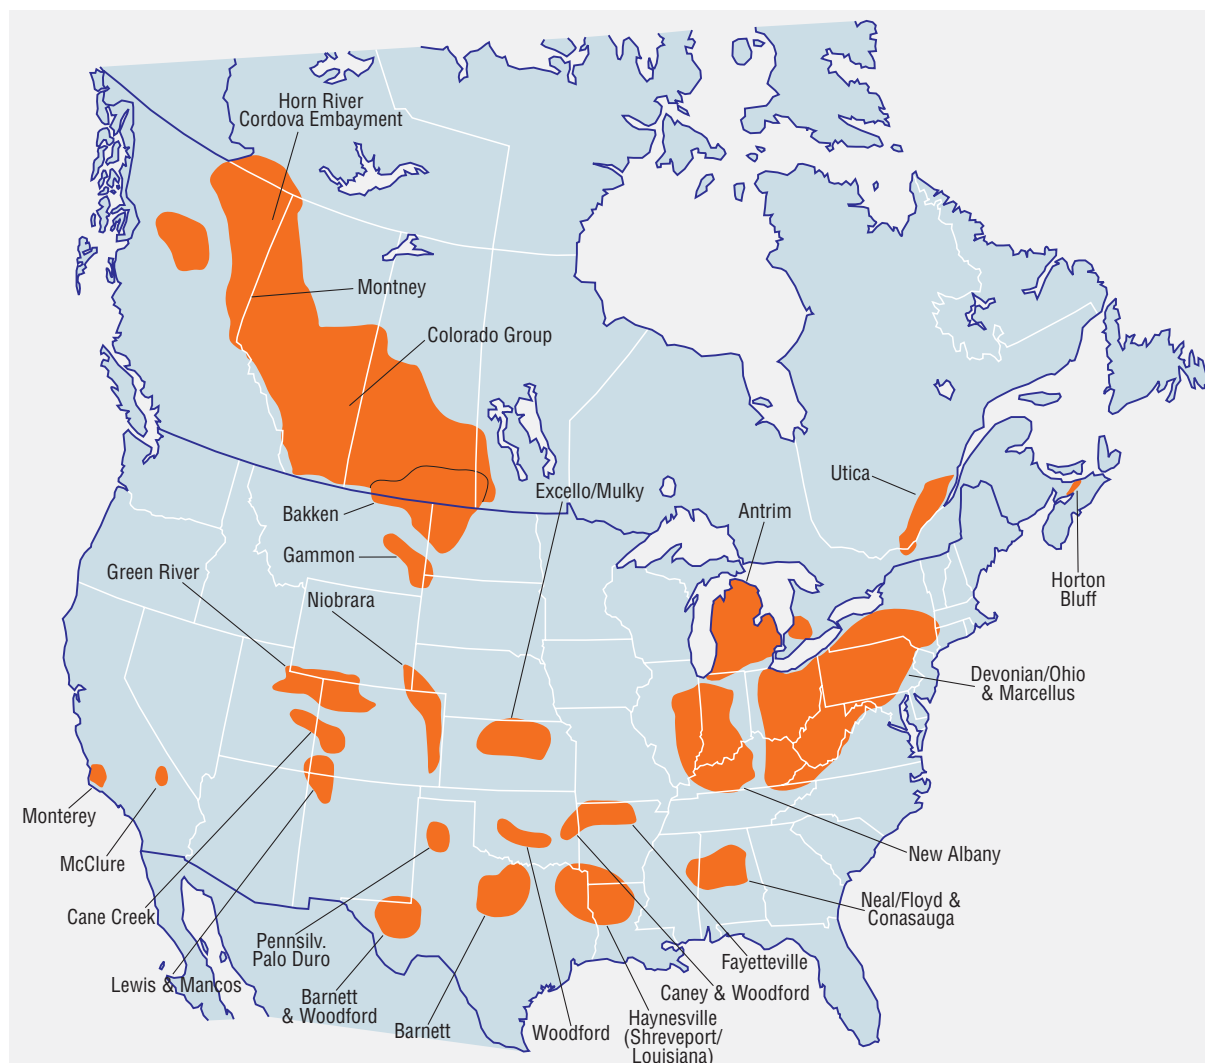 Horn River
Cordova Embayment
Montney
Colorado Group
Utica
Excello/Mulky
Antrim
Bakken
Gammon
Green River
Niobrara
Horton
Bluff
Devonian/Ohio
& Marcellus
Monterey
McClure
New Albany
Cane Creek
Neal/Floyd &
Conasauga
Pennsilv.
Palo Duro
Fayetteville
Lewis & Mancos
Barnett
& Woodford
Caney & Woodford
Barnett
Woodford
Haynesville
(Shreveport/
Louisiana)